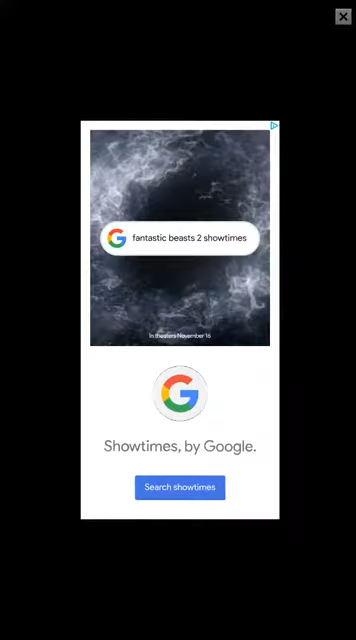 fantastic beasts 2 showtimes
In theaters November 16
Showtimes, by Google.
Search showtimes